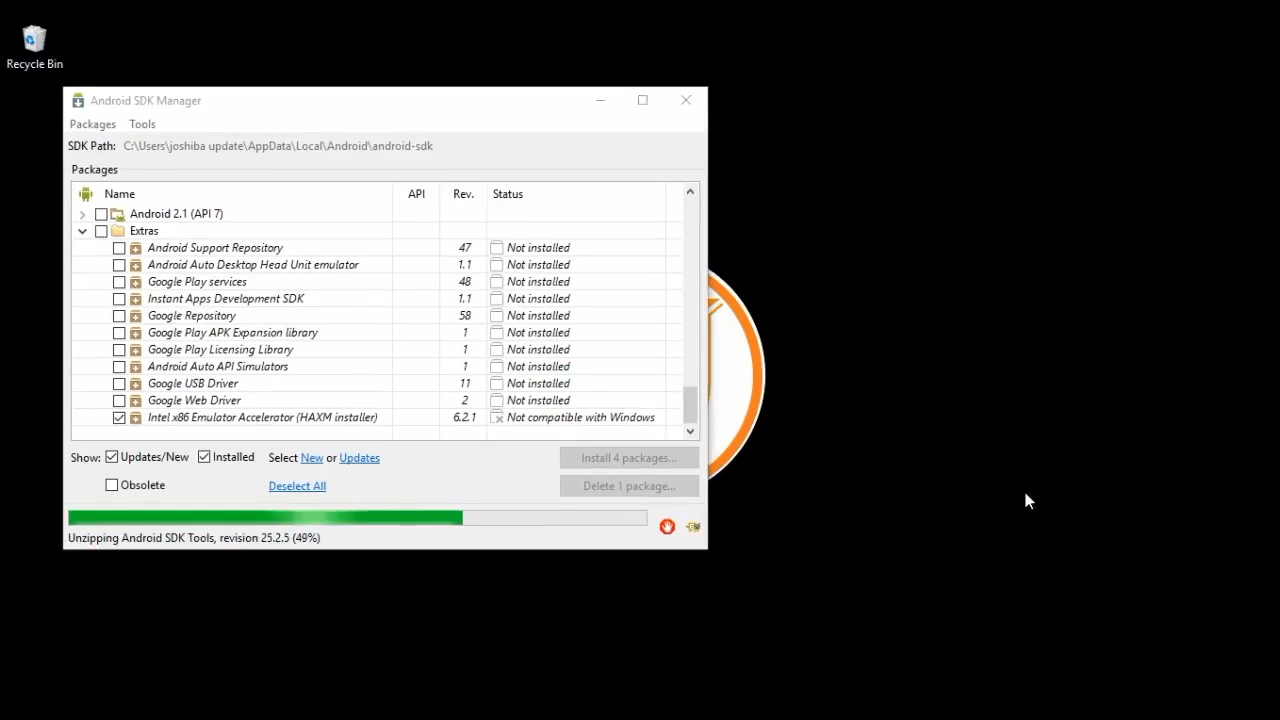 Recycle Bin
Android SDK Manager
Packages Tools
SDK Path: C:\Users\joshiba update\AppData\Local\Android\android-sdk
Packages
Name API Rev. Status
Android 2.1 (API 7)
Extras
Android Support Repository 47 Not installed
Android Auto Desktop Head Unit emulator 1.1 Not installed
Google Play services 48 Not installed
Instant Apps Development SDK 1.1 Not installed
Google Repository 58 Not installed
Google Play APK Expansion library 1 Not installed
Google Play Licensing Library 1 Not installed
Android Auto API Simulators 1 Not installed
Google USB Driver 11 Not installed
Google Web Driver 2 Not installed
Intel x86 Emulator Accelerator (HAXM installer) 6.2.1 Not compatible with Windows
Show: Updates/New Installed Select New or Updates Install 4 packages...
Obsolete Deselect All Delete 1 package...
Unzipping Android SDK Tools, revision 25.2.5 (49%)